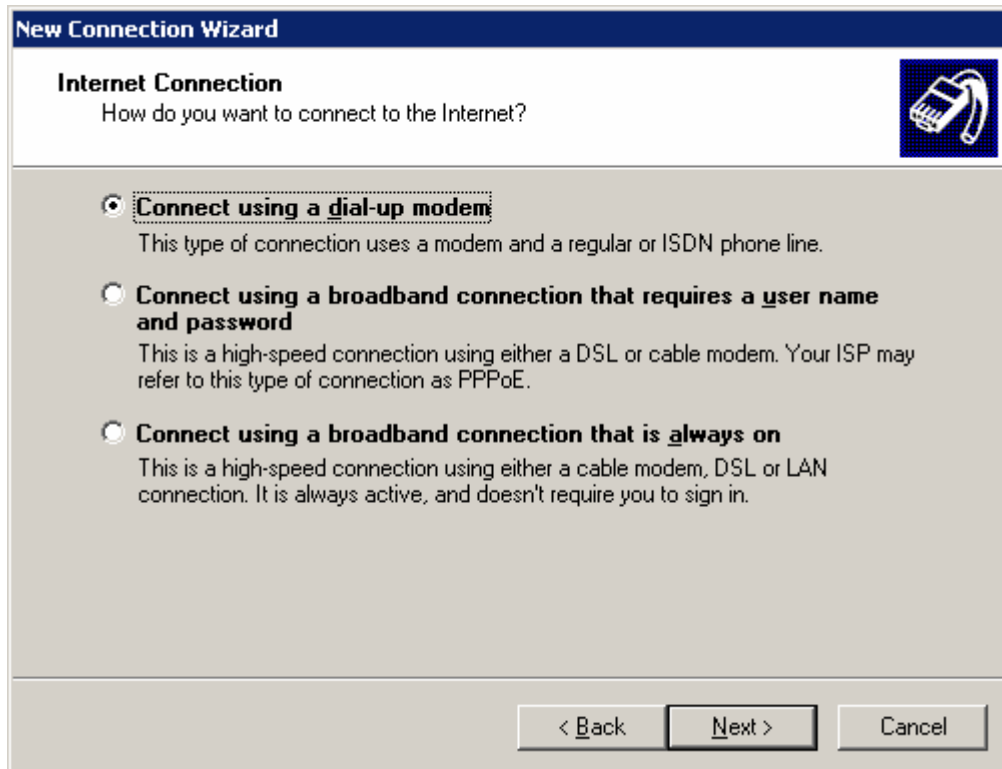 New Connection Wizard
Internet Connection
How do you want to connect to the Internet?
Connect using a dial-up modem
This type of connection uses a modem and a regular or ISDN phone line.
Connect using a broadband connection that requires a user name
and password
This is a high-speed connection using either a DSL or cable modem. Your ISP may
refer to this type of connection as PPPoE.
Connect using a broadband connection that is always on
This is a high-speed connection using either a cable modem, DSL or LAN
connection. It is always active, and doesn't require you to sign in.
< Back Next > Cancel